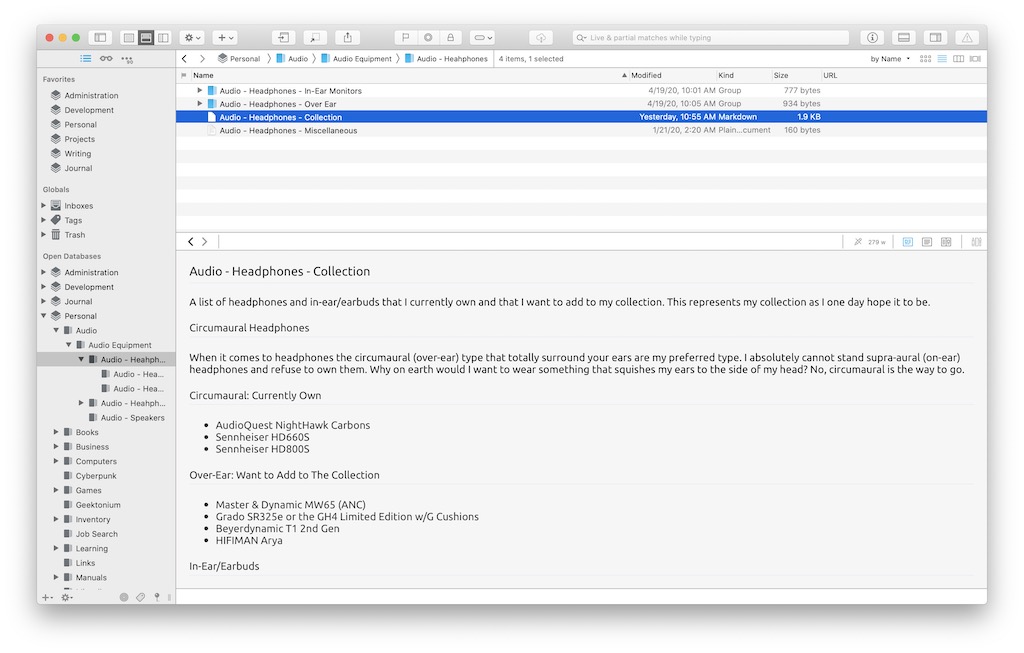 Live & partial matches while typing
Personal Audio Audio Equipment Audio - Heahphones 4 items, 1 selected by Name
Favorites
Administration
Development
Personal
Projects
Writing
Journal
Globals
Inboxes
Tags
Trash
Open Databases
Administration
Development
Journal
Personal
Audio
Audio Equipment
Audio - Heahph...
Audio - Hea...
Audio - Hea...
Audio - Heahph...
Audio - Speakers
Books
Business
Computers
Cyberpunk
Games
Geektonium
Inventory
Job Search
Learning
Links
Manuals
Name Modified Kind Size URL
Audio - Headphones - In-Ear Monitors 4/19/20, 10:01 AM Group 777 bytes
Audio - Headphones - Over Ear 4/19/20, 10:05 AM Group 934 bytes
Audio - Headphones - Collection Yesterday, 10:55 AM Markdown 1.9 KB
Audio - Headphones - Miscellaneous 1/21/20, 2:20 AM Plain...cument 160 bytes
279 w
Audio - Headphones - Collection
A list of headphones and in-ear/earbuds that I currently own and that I want to add to my collection. This represents my collection as I one day hope it to be.
Circumaural Headphones
When it comes to headphones the circumaural (over-ear) type that totally surround your ears are my preferred type. I absolutely cannot stand supra-aural (on-ear)
headphones and refuse to own them. Why on earth would I want to wear something that squishes my ears to the side of my head? No, circumaural is the way to go.
Circumaural: Currently Own
AudioQuest NightHawk Carbons
Sennheiser HD660S
Sennheiser HD800S
Over-Ear: Want to Add to The Collection
Master & Dynamic MW65 (ANC)
Grado SR325e or the GH4 Limited Edition w/G Cushions
Beyerdynamic T1 2nd Gen
HIFIMAN Arya
In-Ear/Earbuds